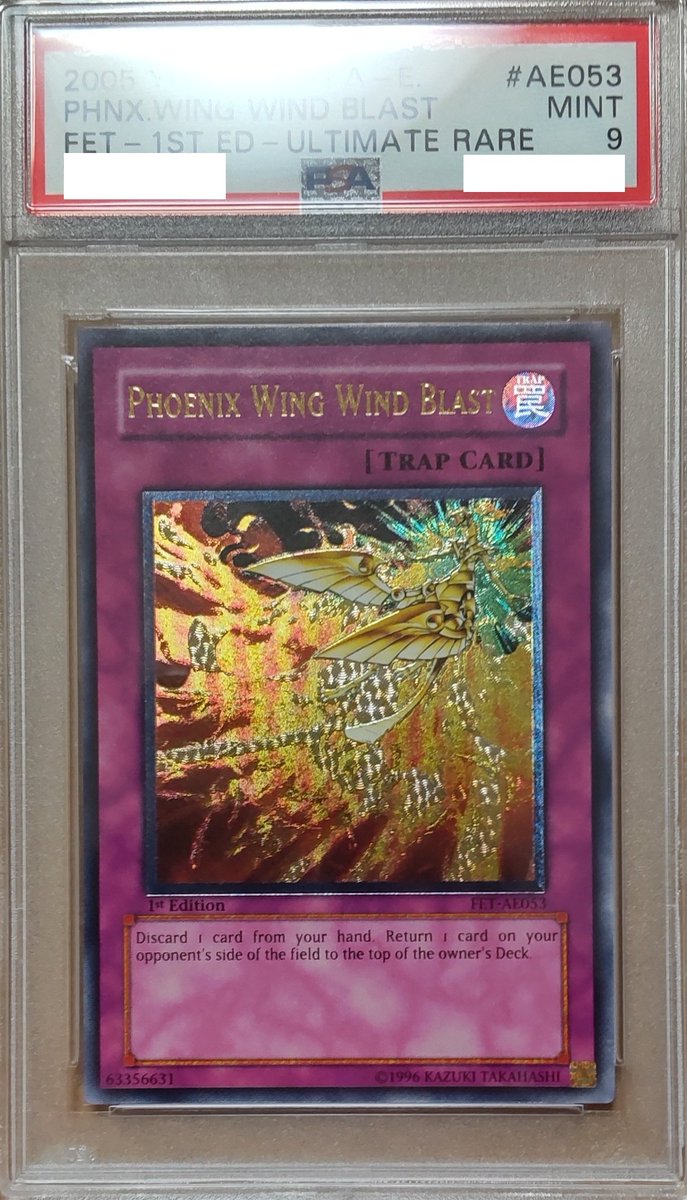 2005 A-E. #AE053
PHNX.WING WIND BLAST MINT
FET-1ST ED-ULTIMATE RARE 9
PSA
PHOENIX WING WIND BLAST
TRAP
罠
[TRAP CARD]
1st Edition FET-AE053
Discard 1 card from your hand. Return 1 card on your
opponent's side of the field to the top of the owner's Deck.
63356631 ©1996 KAZUKI TAKAHASHI